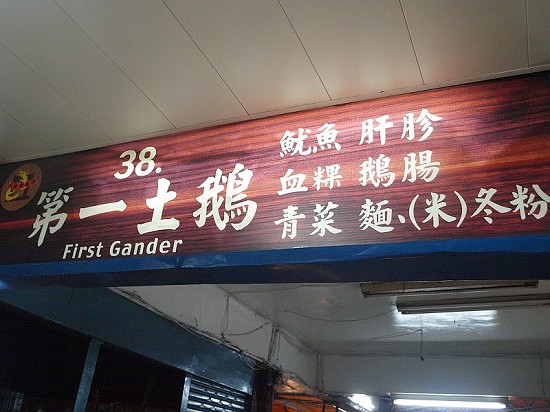 38.
第一土鵝
First Gander
魷魚 肝胗
血粿 鵝腸
青菜 麵、(米)冬粉